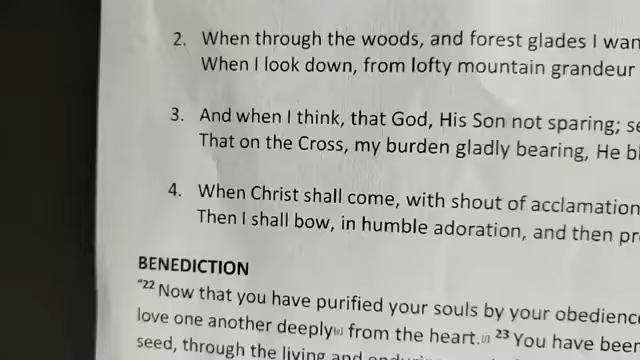 2. When through the woods, and forest glades I
When I look down, from lofty mountain grandeur
3. And when I think, that God, His Son not sparing;
That on the Cross, my burden gladly bearing, He
4. When Christ shall come, with shout of acclamation
Then I shall bow, in humble adoration, and then
BENEDICTION
"22 Now that you have purified your souls by your
love one another deeply from the heart. 23 You have been
seed, through the living and